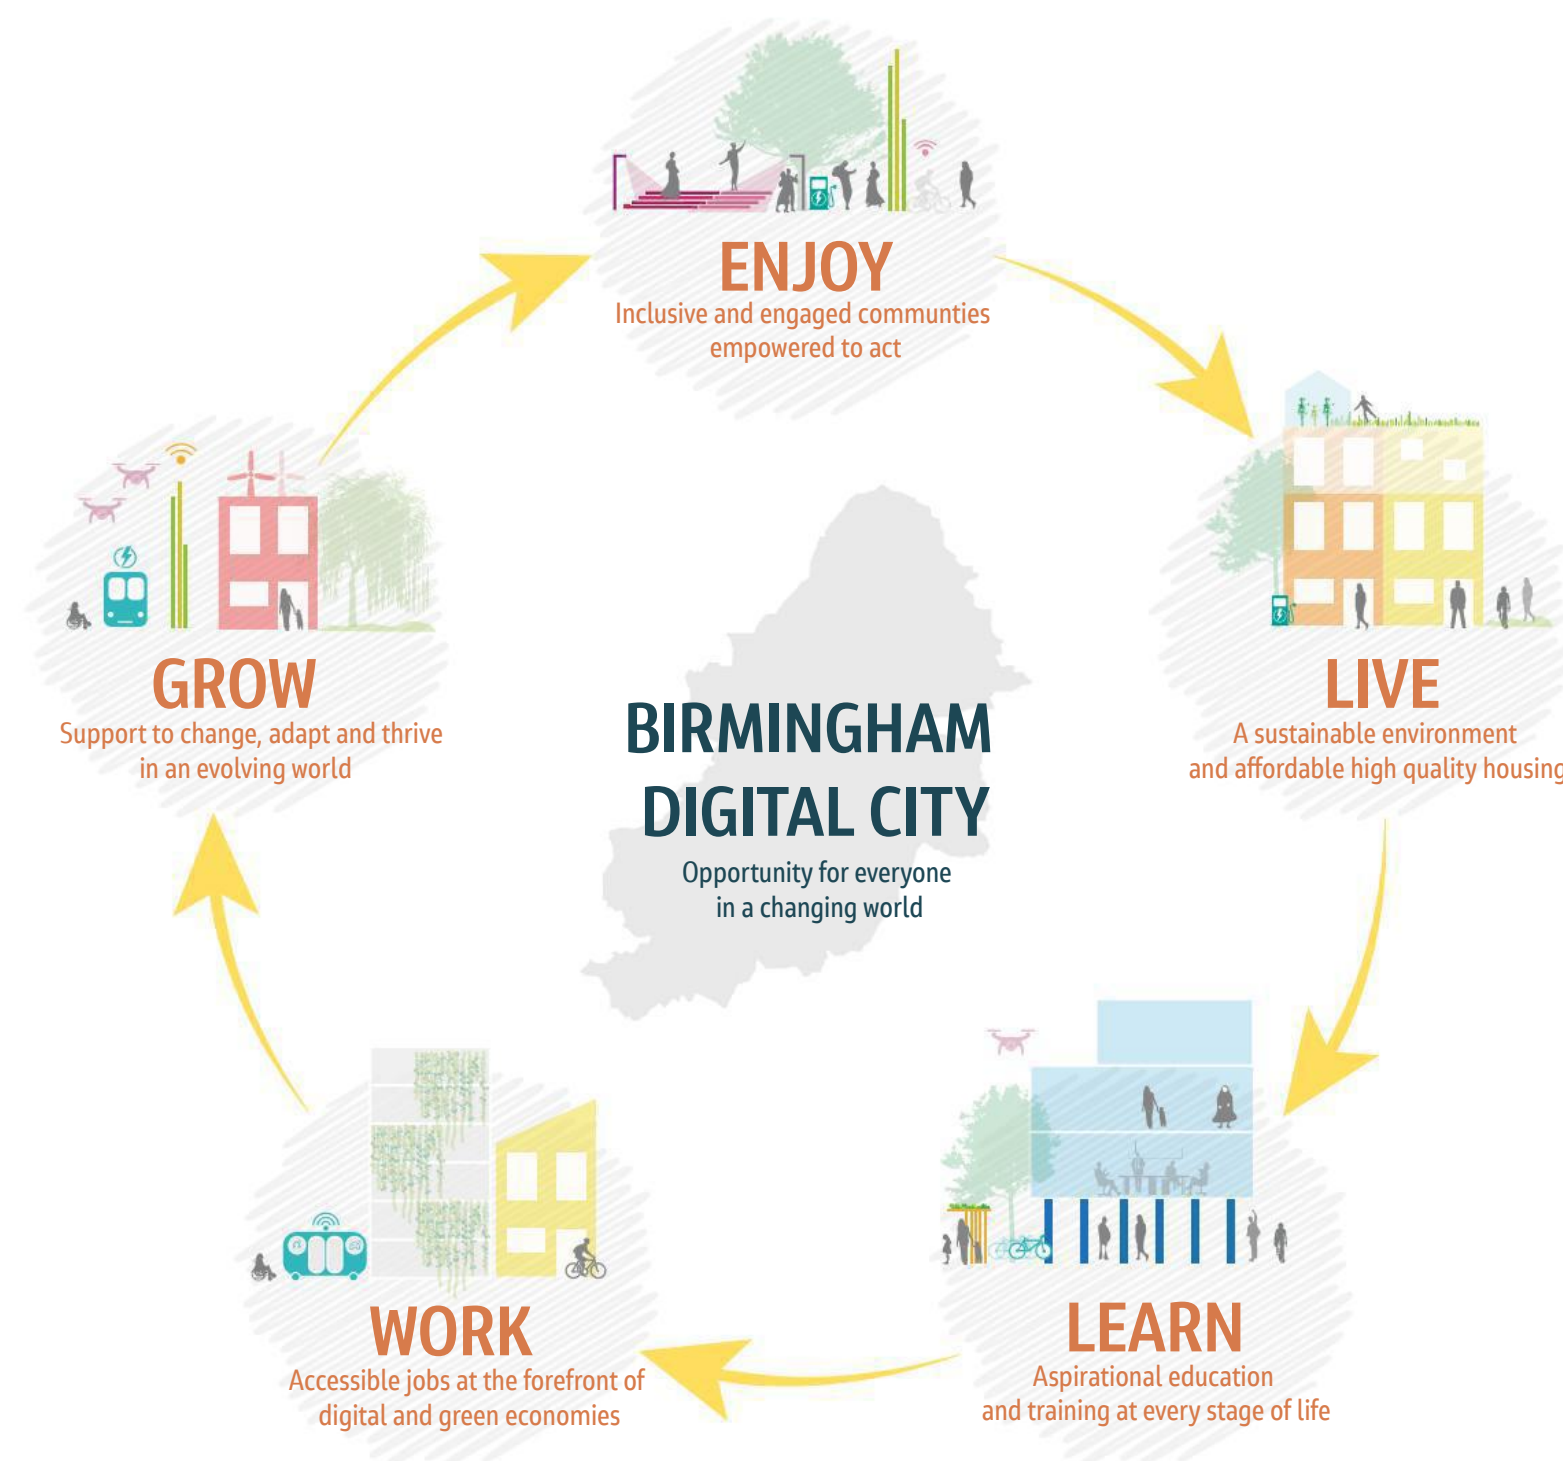 ENJOY
Inclusive and engaged communties
empowered to act
LIVE
A sustainable environment
and affordable high quality housing
LEARN
Aspirational education
and training at every stage of life
WORK
Accessible jobs at the forefront of
digital and green economies
GROW
Support to change, adapt and thrive
in an evolving world
BIRMINGHAM
DIGITAL CITY
Opportunity for everyone
in a changing world